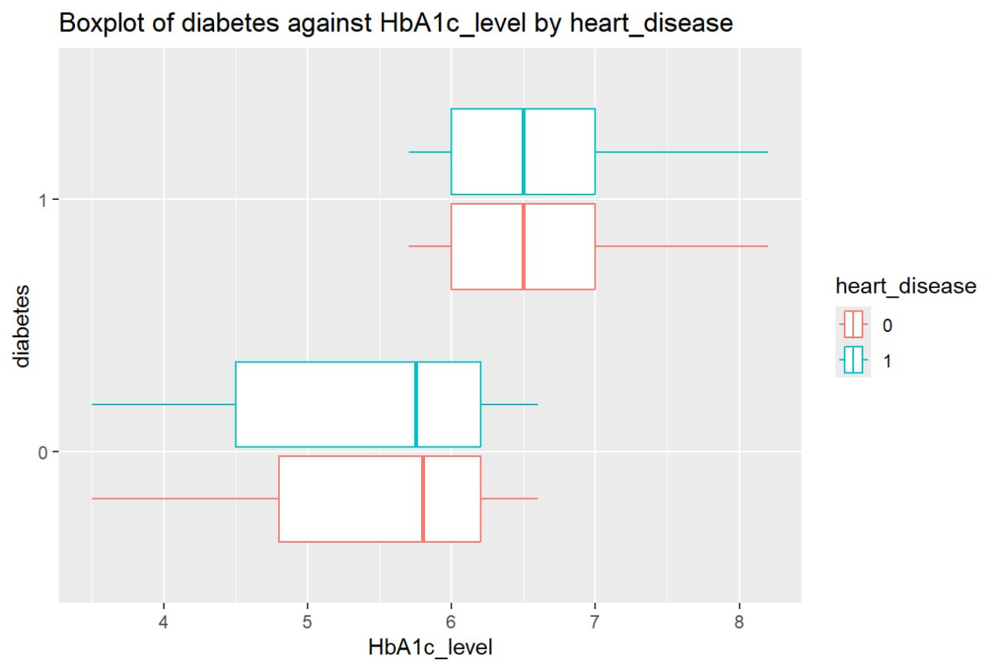 Boxplot of diabetes against HbA1c_level by heart_disease
diabetes
1
0
4 5 6 7 8
HbA1c_level
heart_disease
0
1